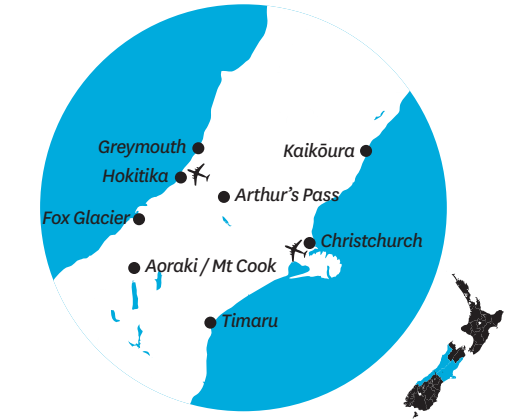 Greymouth
Kaikōura
Hokitika
Arthur's Pass
Fox Glacier
Christchurch
Aoraki / Mt Cook
Timaru